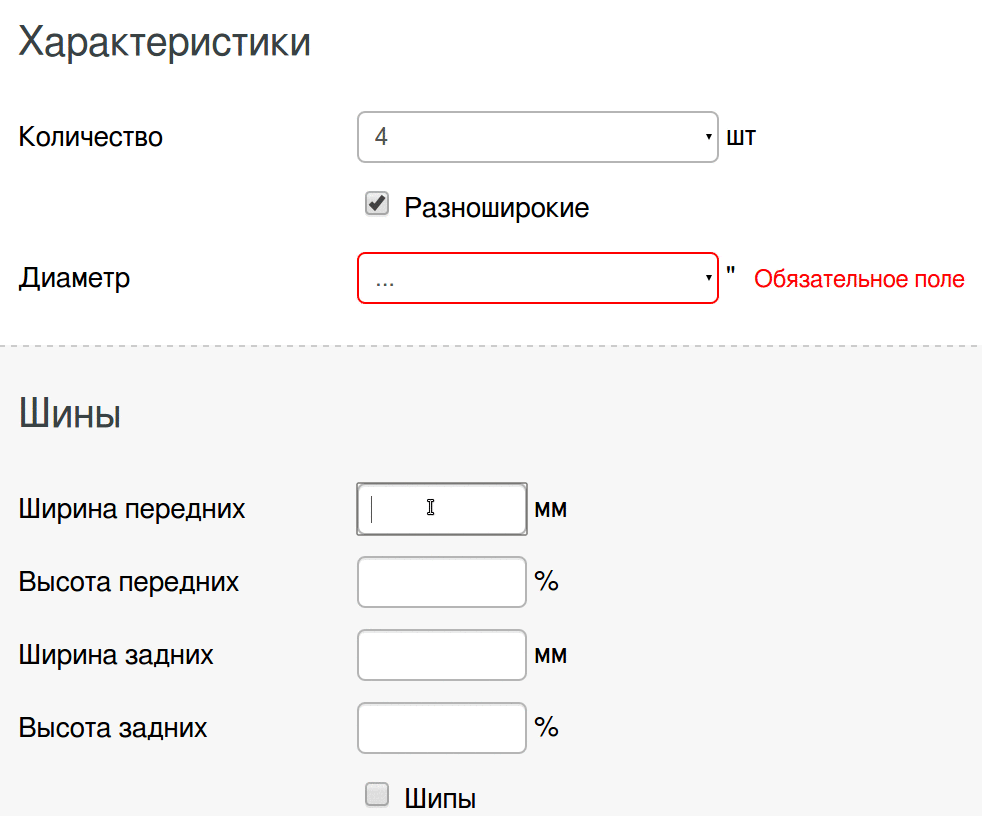 Характеристики
Количество 4 шт
Разноширокие
Диаметр ... " Обязательное поле
Шины
Ширина передних мм
Высота передних %
Ширина задних мм
Высота задних %
Шипы